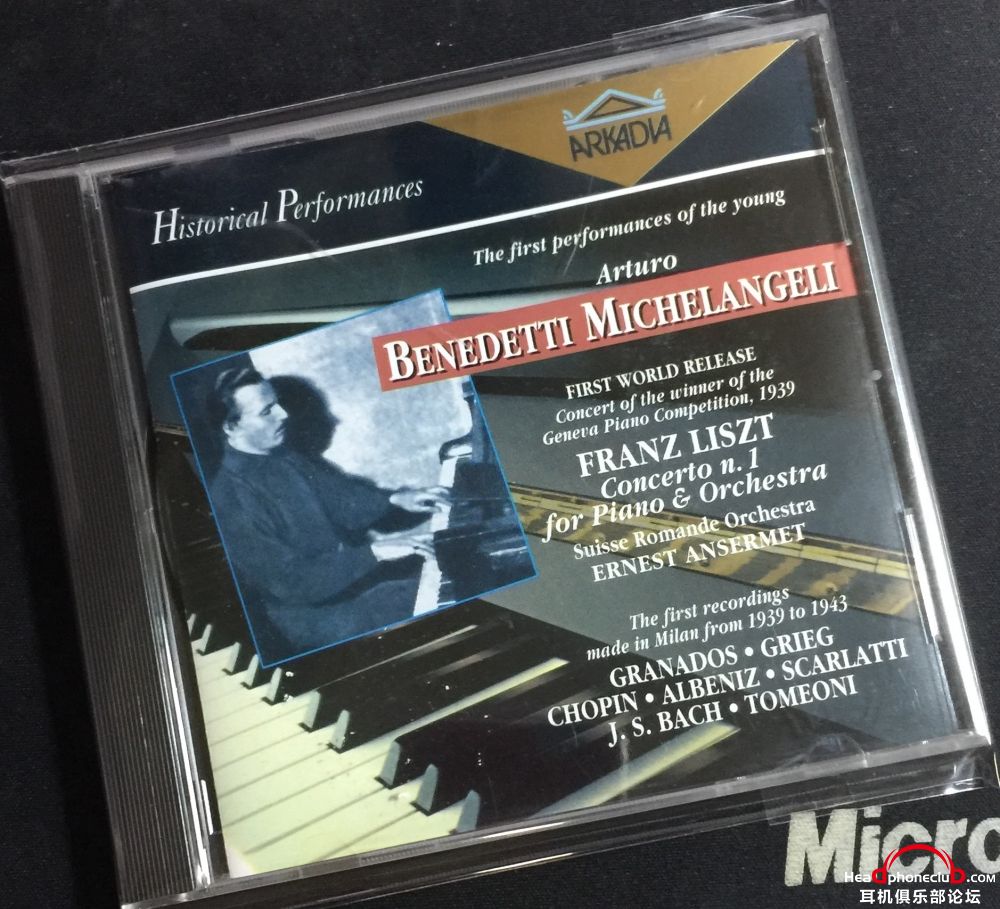 ARKADIA
Historical Performances
The first performances of the young
Arturo
BENEDETTI MICHELANGELI
FIRST WORLD RELEASE
Concert of the winner of the
Geneva Piano Competition, 1939
FRANZ LISZT
Concerto n. 1
for Piano & Orchestra
Suisse Romande Orchestra
ERNEST ANSERMET
The first recordings
made in Milan from 1939 to 1943
GRANADOS • GRIEG
CHOPIN • ALBENIZ • SCARLATTI
J. S. BACH • TOMEONI
Micro
Headphoneclub.com
耳机俱乐部论坛